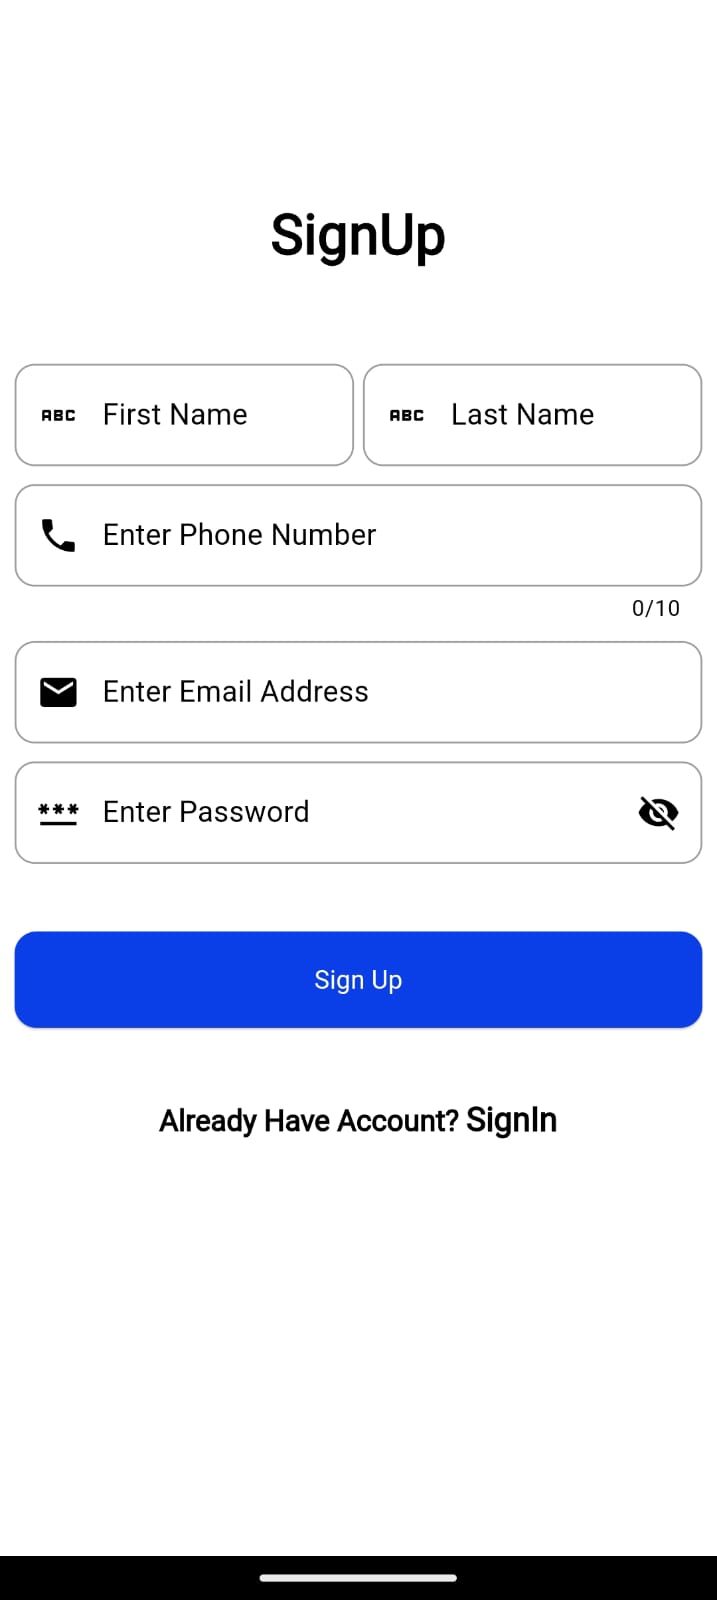 SignUp
ABC First Name ABC Last Name
Enter Phone Number
0/10
Enter Email Address
*** Enter Password
Sign Up
Already Have Account? SignIn